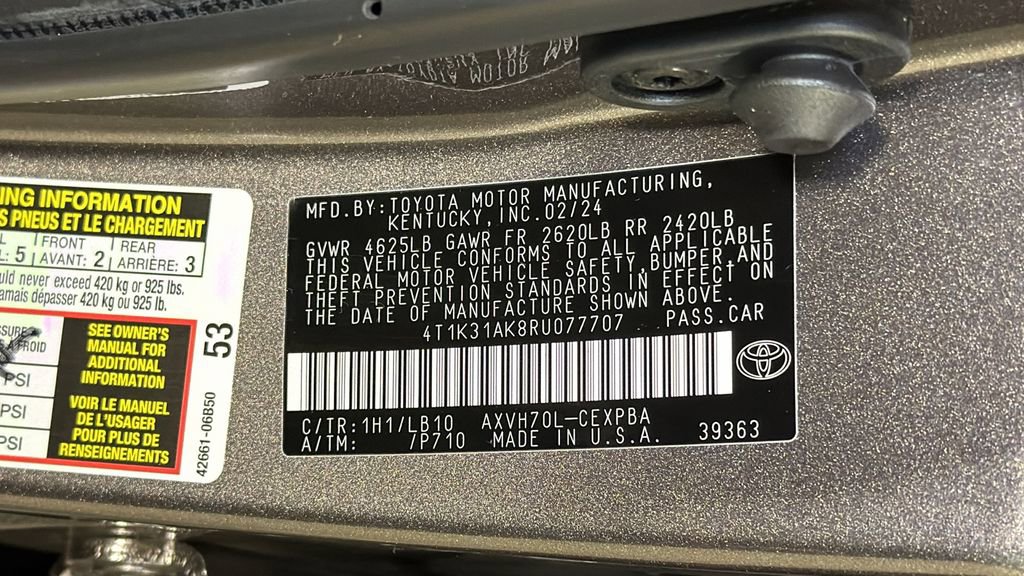 NG INFORMATION
S PNEUS ET LE CHARGEMENT
FRONT REAR
: 5 AVANT: 2 ARRIÈRE: 3
ould never exceed 420 kg or 925 lbs.
amais dépasser 420 kg ou 925 lb.
53
SEE OWNER'S
MANUAL FOR
ADDITIONAL
INFORMATION
PSI
VOIR LE MANUEL
DE L'USAGER
POUR PLUS DE
RENSEIGNEMENTS
PSI
42661-06B50
MFD.BY:TOYOTA MOTOR MANUFACTURING,
KENTUCKY,INC.02/24
GVWR 4625LB GAWR FR 2620LB RR 2420LB
THIS VEHICLE CONFORMS TO ALL APPLICABLE
FEDERAL MOTOR VEHICLE SAFETY,BUMPER,AND
THEFT PREVENTION STANDARDS IN EFFECT ON
THE DATE OF MANUFACTURE SHOWN ABOVE.
4T1K31AK8RU077707 PASS.CAR
C/TR:1H1/LB10 AXVH70L-CEXPBA
A/TM: /P710 MADE IN U.S.A. 39363